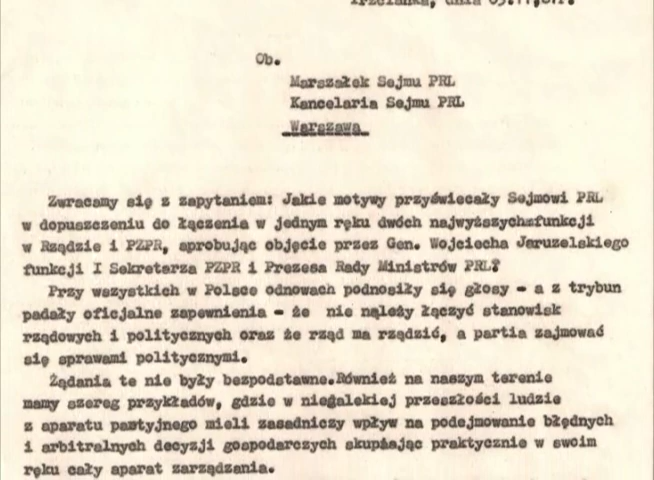 Ob.
Marszałek Sejmu PRL
Kancelaria Sejmu PRL
Warszawa
Zwracamy się z zapytaniem: Jakie motywy przyświecały Sejmowi PRL
w dopuszczeniu do łączenia w jednym ręku dwóch najwyższych funkcji
w Rządzie i PZPR, aprobując objęcie przez Gen. Wojciecha Jaruzelskiego
funkcji I Sekretarza PZPR i Prezesa Rady Ministrów PRL?
Przy wszystkich w Polsce odnowach podnosiły się głosy - a z trybun
padały oficjalne zapewnienia - że nie należy łączyć stanowisk
rządowych i politycznych oraz że rząd ma rządzić, a partia zajmować
się sprawami politycznymi.
Żądania te nie były bezpodstawne.Również na naszym terenie
mamy szereg przykładów, gdzie w niedalekiej przeszłości ludzie
z aparatu partyjnego mieli zasadniczy wpływ na podejmowanie błędnych
i arbitralnych decyzji gospodarczych skupiając praktycznie w swoim
ręku cały aparat zarządzania.